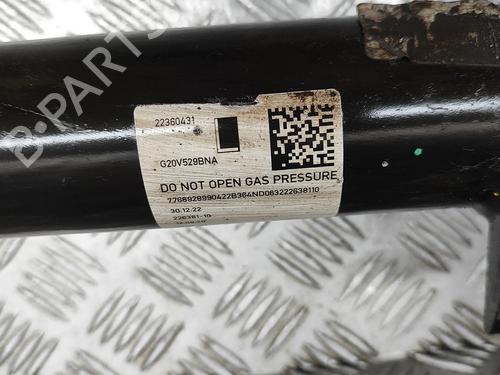 B-PARTS
22360431
G20V529BNA
DO NOT OPEN GAS PRESSURE
7768928990422B364ND063222638110
30.12.22
226381-10